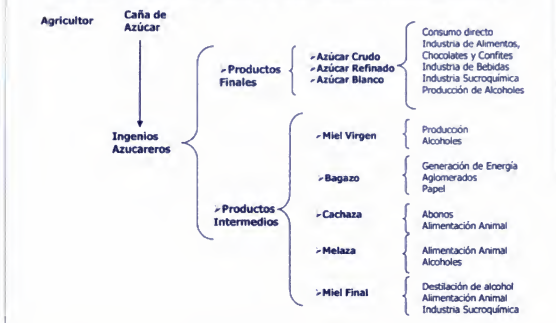 Agricultor
Caña de
Azúcar
Ingenios
Azucareros
➢Productos
Finales
➢Azúcar Crudo
➢Azúcar Refinado
➢Azúcar Blanco
Consumo directo
Industria de Alimentos,
Chocolates y Confites
Industria de Bebidas
Industria Sucroquímica
Producción de Alcoholes
➢Productos
Intermedios
➢Miel Virgen
Producción
Alcoholes
➢Bagazo
Generación de Energía
Aglomerados
Papel
➢Cachaza
Abonos
Alimentación Animal
➢Melaza
Alimentación Animal
Alcoholes
➢Miel Final
Destilación de alcohol
Alimentación Animal
Industria Sucroquímica